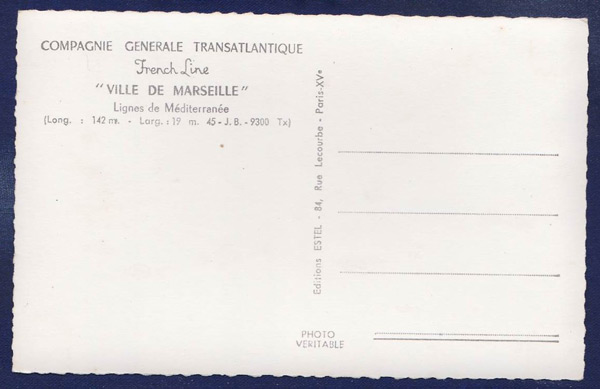 COMPAGNIE GENERALE TRANSATLANTIQUE
French Line
"VILLE DE MARSEILLE"
Lignes de Méditerranée
(Long. : 142 m. - Larg. : 19 m. 45 - J. B. - 9300 Tx)
Editions ESTEL - 84, Rue Lecourbe - Paris-XVe
PHOTO
VERITABLE